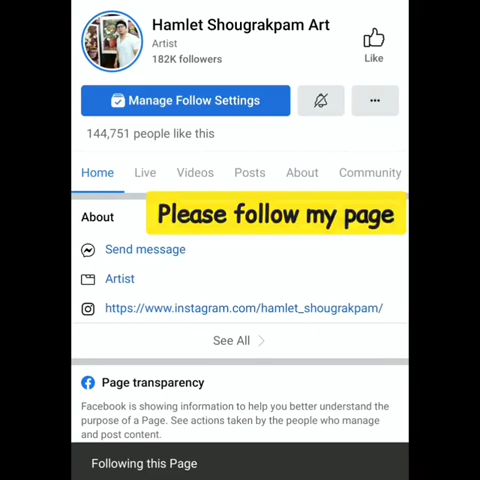 Hamlet Shougrakpam Art
Artist
182K followers
Like
Manage Follow Settings
144,751 people like this
Home Live Videos Posts About Community
About
Please follow my page
Send message
Artist
https://www.instagram.com/hamlet_shougrakpam/
See All
Page transparency
Facebook is showing information to help you better understand the
purpose of a Page. See actions taken by the people who manage
and post content.
Following this Page